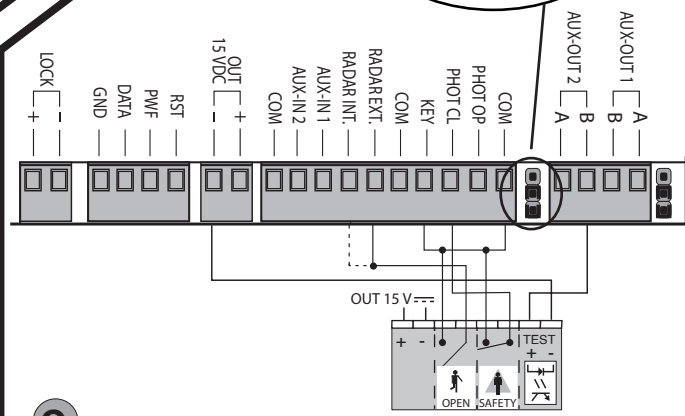 LOCK
+
-
GND
DATA
PWF
RST
OUT
15 VDC
-
+
COM
AUX-IN 2
AUX-IN 1
RADAR INT.
RADAR EXT.
COM
KEY
PHOT CL
PHOT OP
COM
AUX-OUT 2
A
B
AUX-OUT 1
B
A
OUT 15 V
+ -
TEST
+ -
OPEN
SAFETY